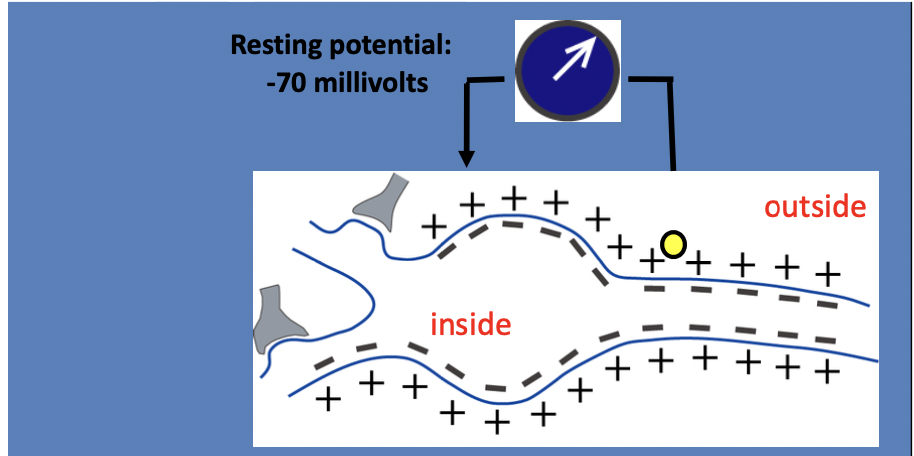 Resting potential:
-70 millivolts
outside
inside